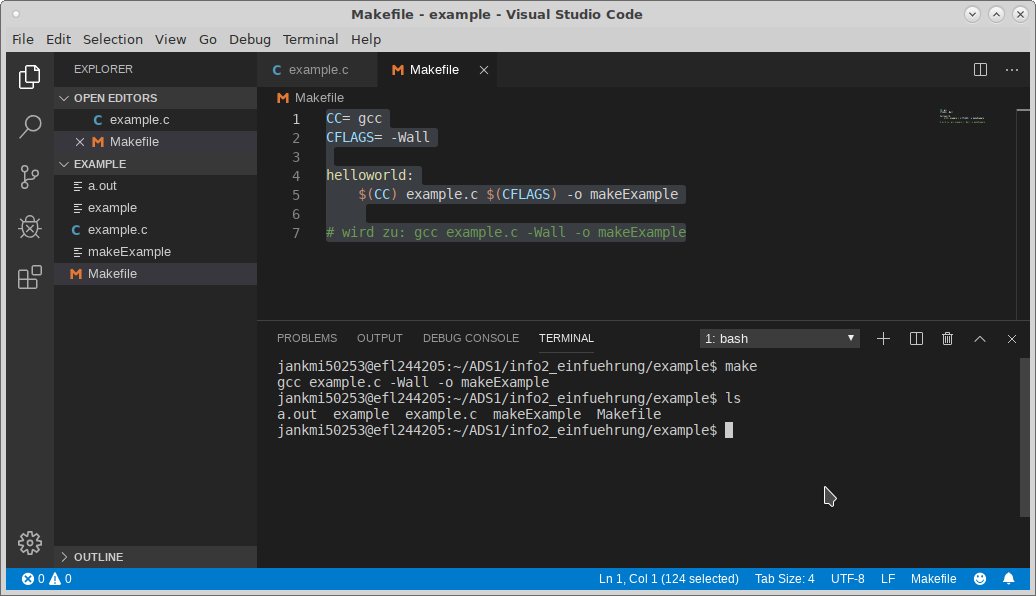 Makefile - example - Visual Studio Code
File Edit Selection View Go Debug Terminal Help
EXPLORER
OPEN EDITORS
C example.c
M Makefile
EXAMPLE
a.out
example
C example.c
makeExample
M Makefile
OUTLINE
C example.c
M Makefile
M Makefile
1 CC= gcc
2 CFLAGS= -Wall
3
4 helloworld:
5 $(CC) example.c $(CFLAGS) -o makeExample
6
7 # wird zu: gcc example.c -Wall -o makeExample
PROBLEMS OUTPUT DEBUG CONSOLE TERMINAL 1: bash
jankmi50253@efl244205:~/ADS1/info2_einfuehrung/example$ make
gcc example.c -Wall -o makeExample
jankmi50253@efl244205:~/ADS1/info2_einfuehrung/example$ ls
a.out example example.c makeExample Makefile
jankmi50253@efl244205:~/ADS1/info2_einfuehrung/example$
0 0 Ln 1, Col 1 (124 selected) Tab Size: 4 UTF-8 LF Makefile